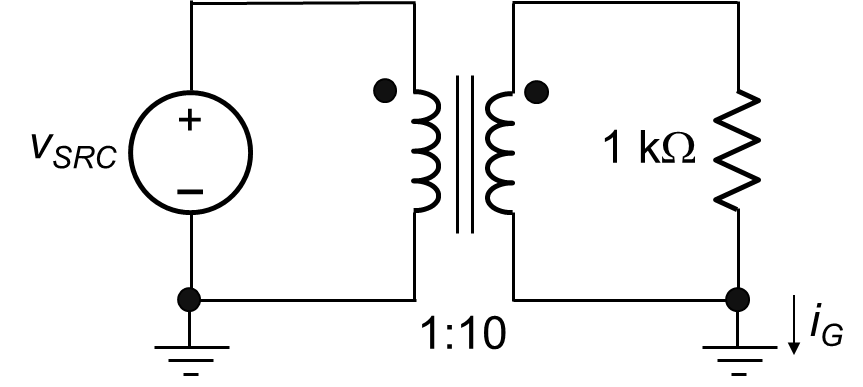 +
v_SRC
−
1 kΩ
1:10
i_G